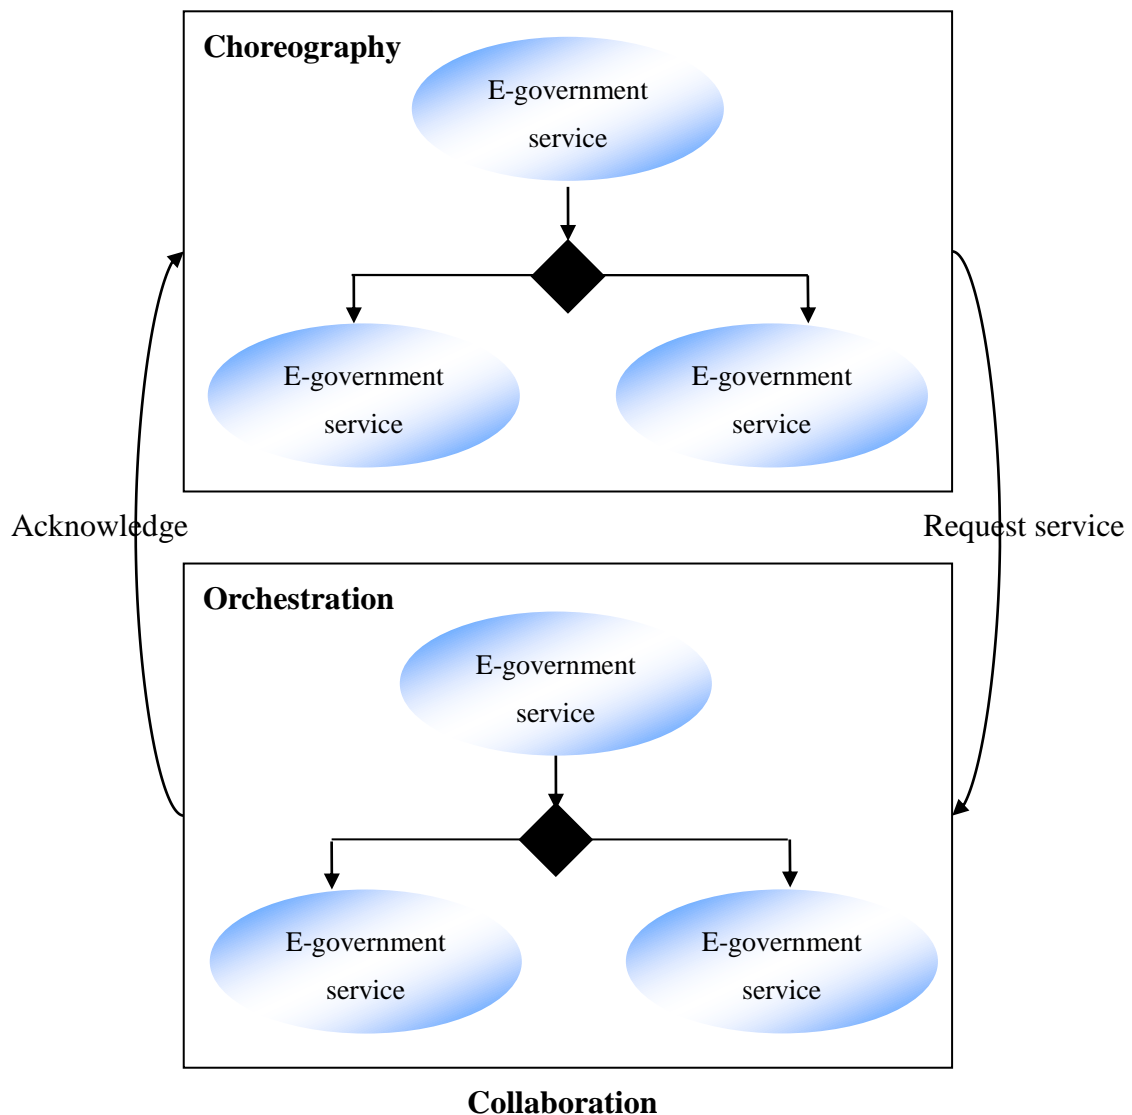 Choreography
E-government
service
E-government
service
E-government
service
Acknowledge
Request service
Orchestration
E-government
service
E-government
service
E-government
service
Collaboration